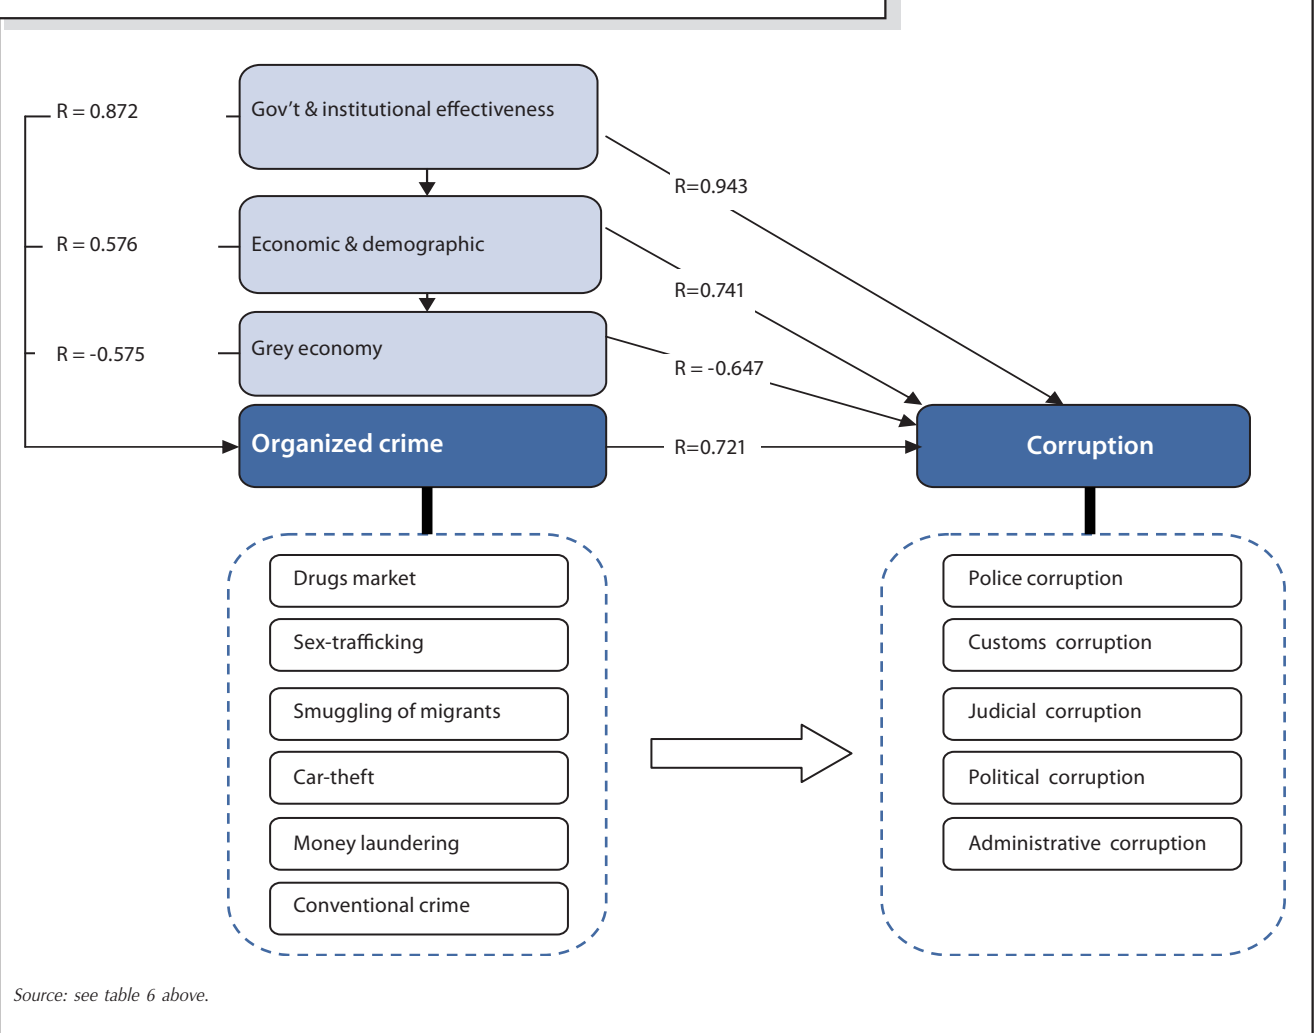 R = 0.872
Gov't & institutional effectiveness
R=0.943
R = 0.576
Economic & demographic
R=0.741
R = -0.575
Grey economy
R = -0.647
Organized crime
R=0.721
Corruption
Drugs market
Sex-trafficking
Smuggling of migrants
Car-theft
Money laundering
Conventional crime
Police corruption
Customs corruption
Judicial corruption
Political corruption
Administrative corruption
Source: see table 6 above.